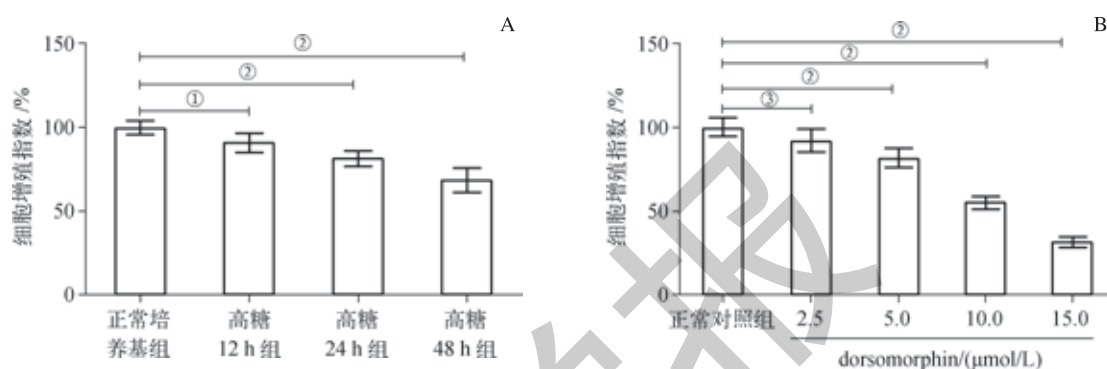 A
150
②
②
①
100
50
0
细胞增殖指数 /%
正常培
养基组
高糖
12 h 组
高糖
24 h 组
高糖
48 h 组
B
150
②
②
②
③
100
50
0
细胞增殖指数 /%
正常对照组
2.5
5.0
10.0
15.0
dorsomorphin/(μmol/L)
报